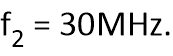 f₂ = 30MHz.